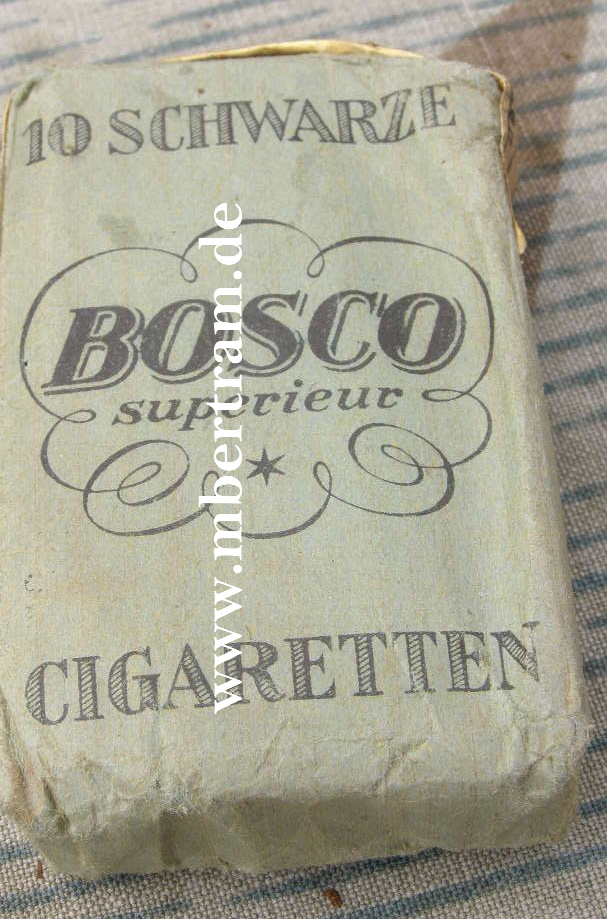 10 SCHWARZE
BOSCO
superieur
CIGARETTEN
www.mbertram.de